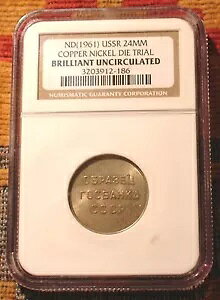 ND(1961) USSR 24MM
COPPER NICKEL DIE TRIAL
BRILLIANT UNCIRCULATED
3203912-186
NUMISMATIC GUARANTY CORPORATION
ОБРАЗЕЦ
ГОСБАНКА
СССР